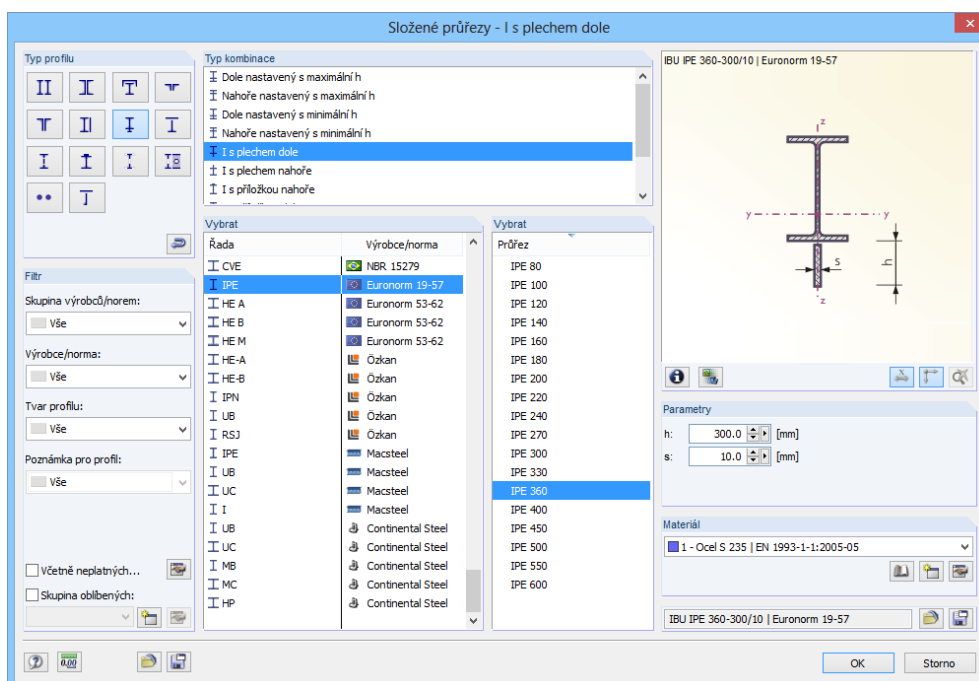 Složené průřezy - I s plechem dole
Typ profilu
Typ kombinace
Dole nastavený s maximální h
Nahoře nastavený s maximální h
Dole nastavený s minimální h
Nahoře nastavený s minimální h
I s plechem dole
I s plechem nahoře
I s příložkou nahoře
Vybrat
Řada Výrobce/norma
CVE NBR 15279
IPE Euronorm 19-57
HE A Euronorm 53-62
HE B Euronorm 53-62
HE M Euronorm 53-62
HE-A Özkan
HE-B Özkan
IPN Özkan
UB Özkan
RSJ Özkan
IPE Macsteel
UB Macsteel
UC Macsteel
I Macsteel
UB Continental Steel
UC Continental Steel
MB Continental Steel
MC Continental Steel
HP Continental Steel
Vybrat
Průřez
IPE 80
IPE 100
IPE 120
IPE 140
IPE 160
IPE 180
IPE 200
IPE 220
IPE 240
IPE 270
IPE 300
IPE 330
IPE 360
IPE 400
IPE 450
IPE 500
IPE 550
IPE 600
Filtr
Skupina výrobců/norem:
Vše
Výrobce/norma:
Vše
Tvar profilu:
Vše
Poznámka pro profil:
Vše
Včetně neplatných...
Skupina oblíbených:
IBU IPE 360-300/10 | Euronorm 19-57
z
y
y
s
h
z
Parametry
h: 300.0 [mm]
s: 10.0 [mm]
Materiál
1 - Ocel S 235 | EN 1993-1-1:2005-05
IBU IPE 360-300/10 | Euronorm 19-57
0.00
OK
Storno